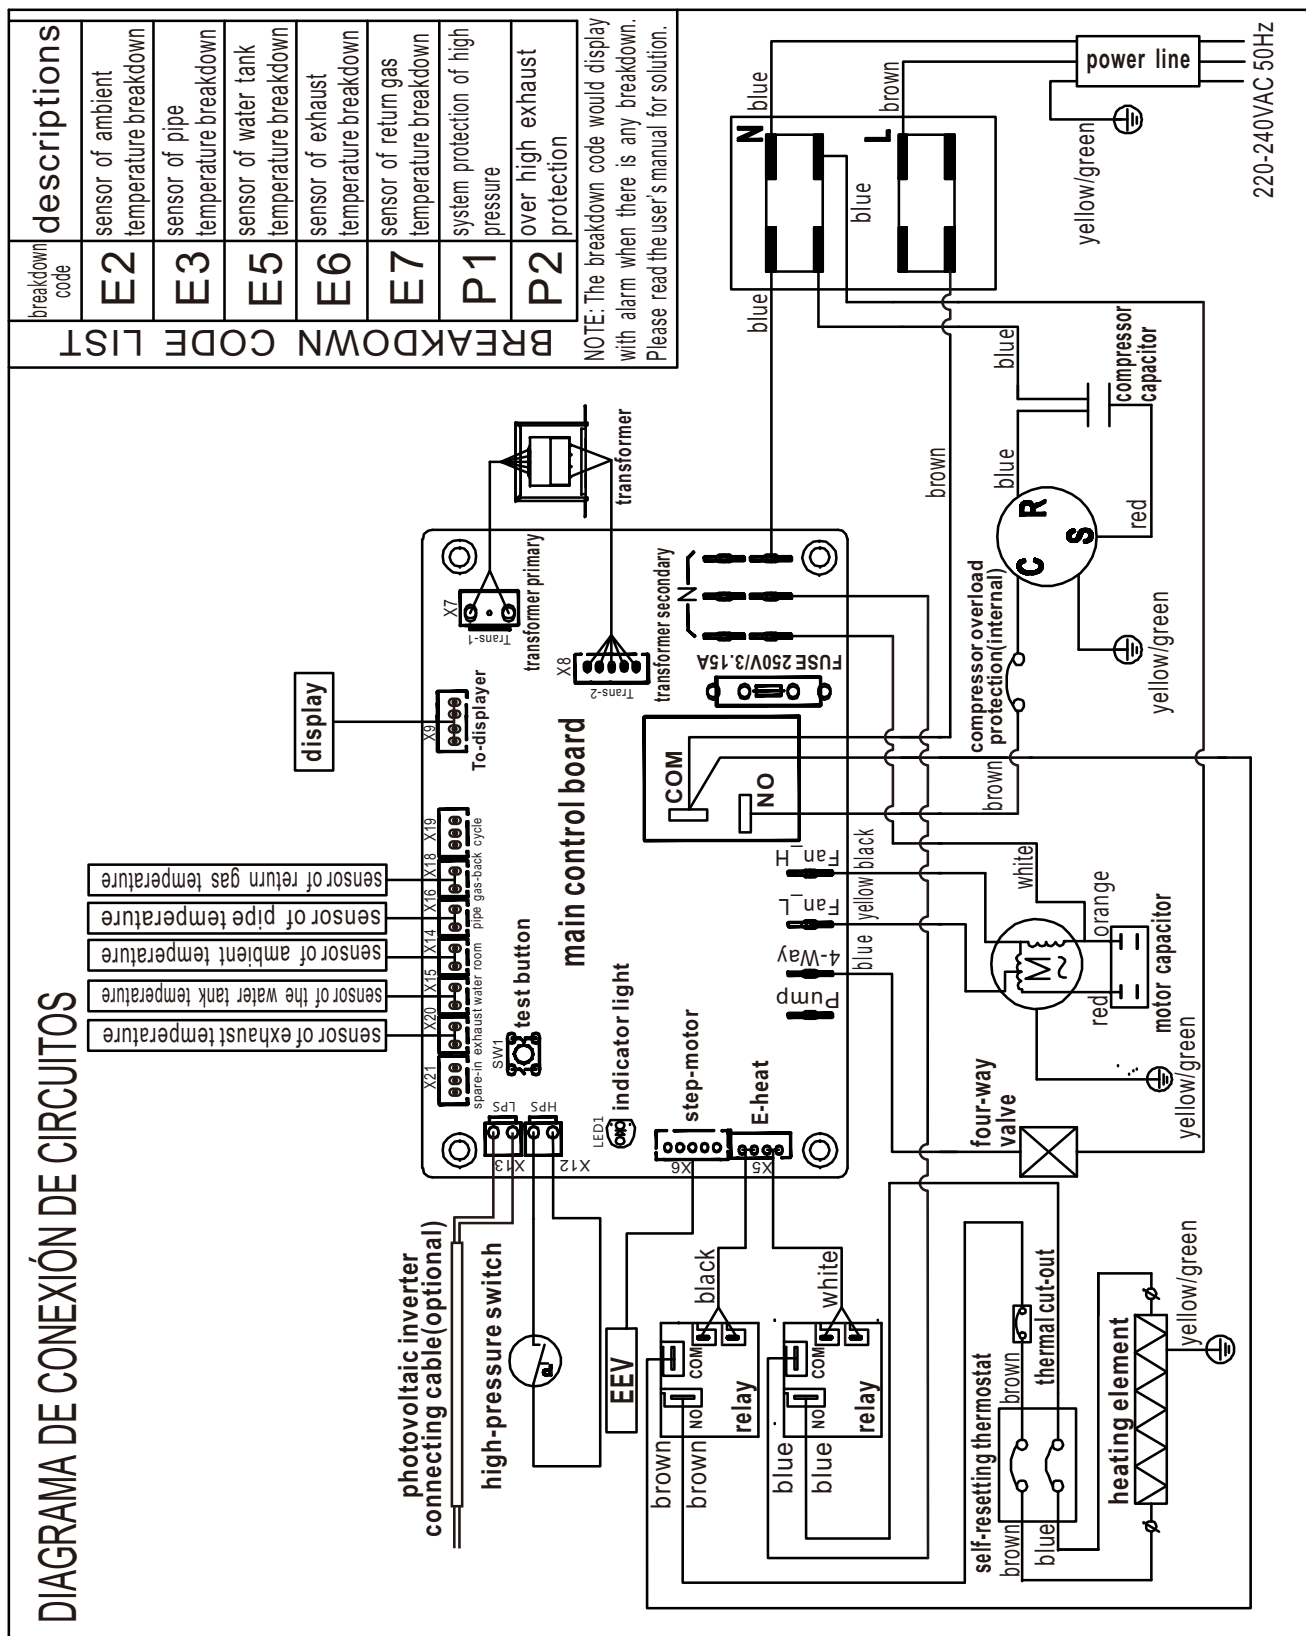 DIAGRAMA DE CONEXIÓN DE CIRCUITOS
BREAKDOWN CODE LIST
breakdown
code
descriptions
E2
sensor of ambient
temperature breakdown
E3
sensor of pipe
temperature breakdown
E5
sensor of water tank
temperature breakdown
E6
sensor of exhaust
temperature breakdown
E7
sensor of return gas
temperature breakdown
P1
system protection of high
pressure
P2
over high exhaust
protection
NOTE: The breakdown code would display
with alarm when there is any breakdown.
Please read the user's manual for solution.
sensor of exhaust temperature
sensor of the water tank temperature
sensor of ambient temperature
sensor of pipe temperature
sensor of return gas temperature
display
X21
X20
X15
X14
X16
X18
X19
X9
X7
spare-in
exhaust
water
room
pipe
gas-back
cycle
To-displayer
Trans-1
transformer primary
transformer
X8
Trans-2
transformer secondary
LPS
HPS
X13
X12
SW1
test button
LED1
indicator light
main control board
photovoltaic inverter
connecting cable(optional)
high-pressure switch
P
EEV
step-motor
X6
E-heat
X5
COM
NO
FUSE 250V/3.15A
N
Pump
4-Way
Fan_L
Fan_H
blue
yellow
black
black
white
COM
NO
relay
COM
NO
relay
brown
brown
blue
blue
N
L
blue
brown
blue
blue
brown
power line
yellow/green
220-240VAC 50Hz
blue
compressor
capacitor
blue
red
C
R
S
yellow/green
compressor overload
protection(internal)
brown
white
orange
M
~
red
motor capacitor
yellow/green
four-way
valve
self-resetting thermostat
thermal cut-out
brown
brown
blue
heating element
yellow/green